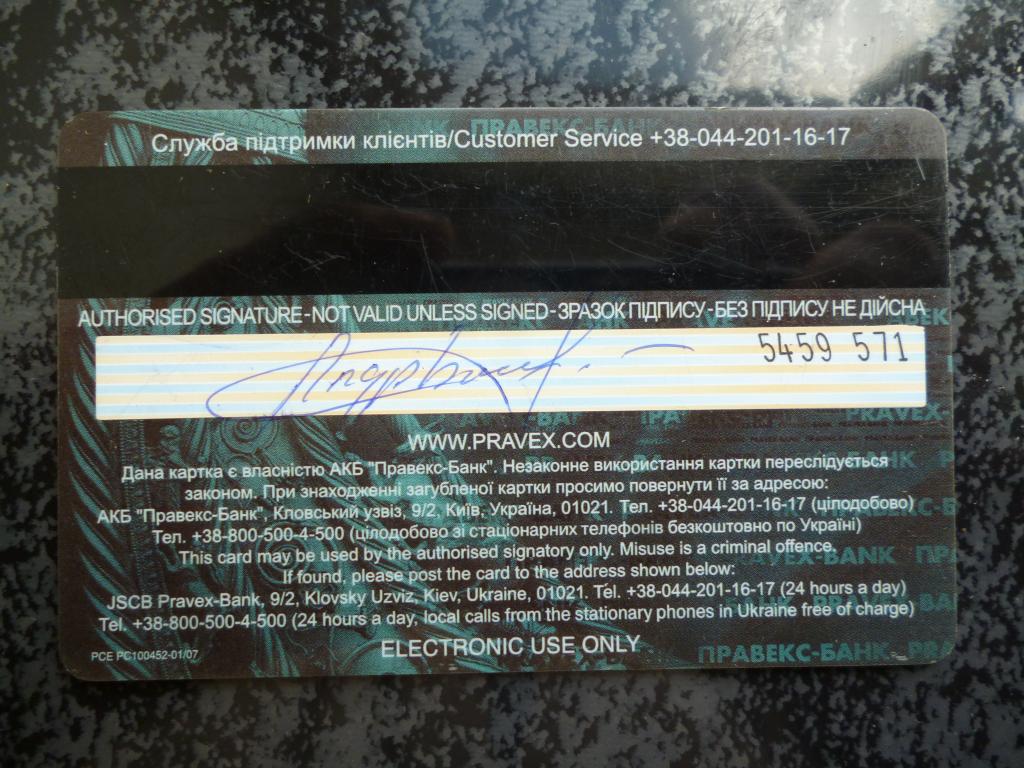 Служба підтримки клієнтів/Customer Service +38-044-201-16-17
AUTHORISED SIGNATURE - NOT VALID UNLESS SIGNED - ЗРАЗОК ПІДПИСУ - БЕЗ ПІДПИСУ НЕ ДІЙСНА
5459 571
WWW.PRAVEX.COM
Дана картка є власністю АКБ "Правекс-Банк". Незаконне використання картки переслідується
законом. При знаходженні загубленої картки просимо повернути її за адресою:
АКБ "Правекс-Банк", Кловський узвіз, 9/2, Київ, Україна, 01021. Тел. +38-044-201-16-17 (цілодобово)
Тел. +38-800-500-4-500 (цілодобово зі стаціонарних телефонів безкоштовно по Україні)
This card may be used by the authorised signatory only. Misuse is a criminal offence.
If found, please post the card to the address shown below:
JSCB Pravex-Bank, 9/2, Klovsky Uzviz, Kiev, Ukraine, 01021. Tél. +38-044-201-16-17 (24 hours a day)
Tel. +38-800-500-4-500 (24 hours a day, local calls from the stationary phones in Ukraine free of charge)
ELECTRONIC USE ONLY
PCE PC100452-01/07
ПРАВЕКС-БАНК